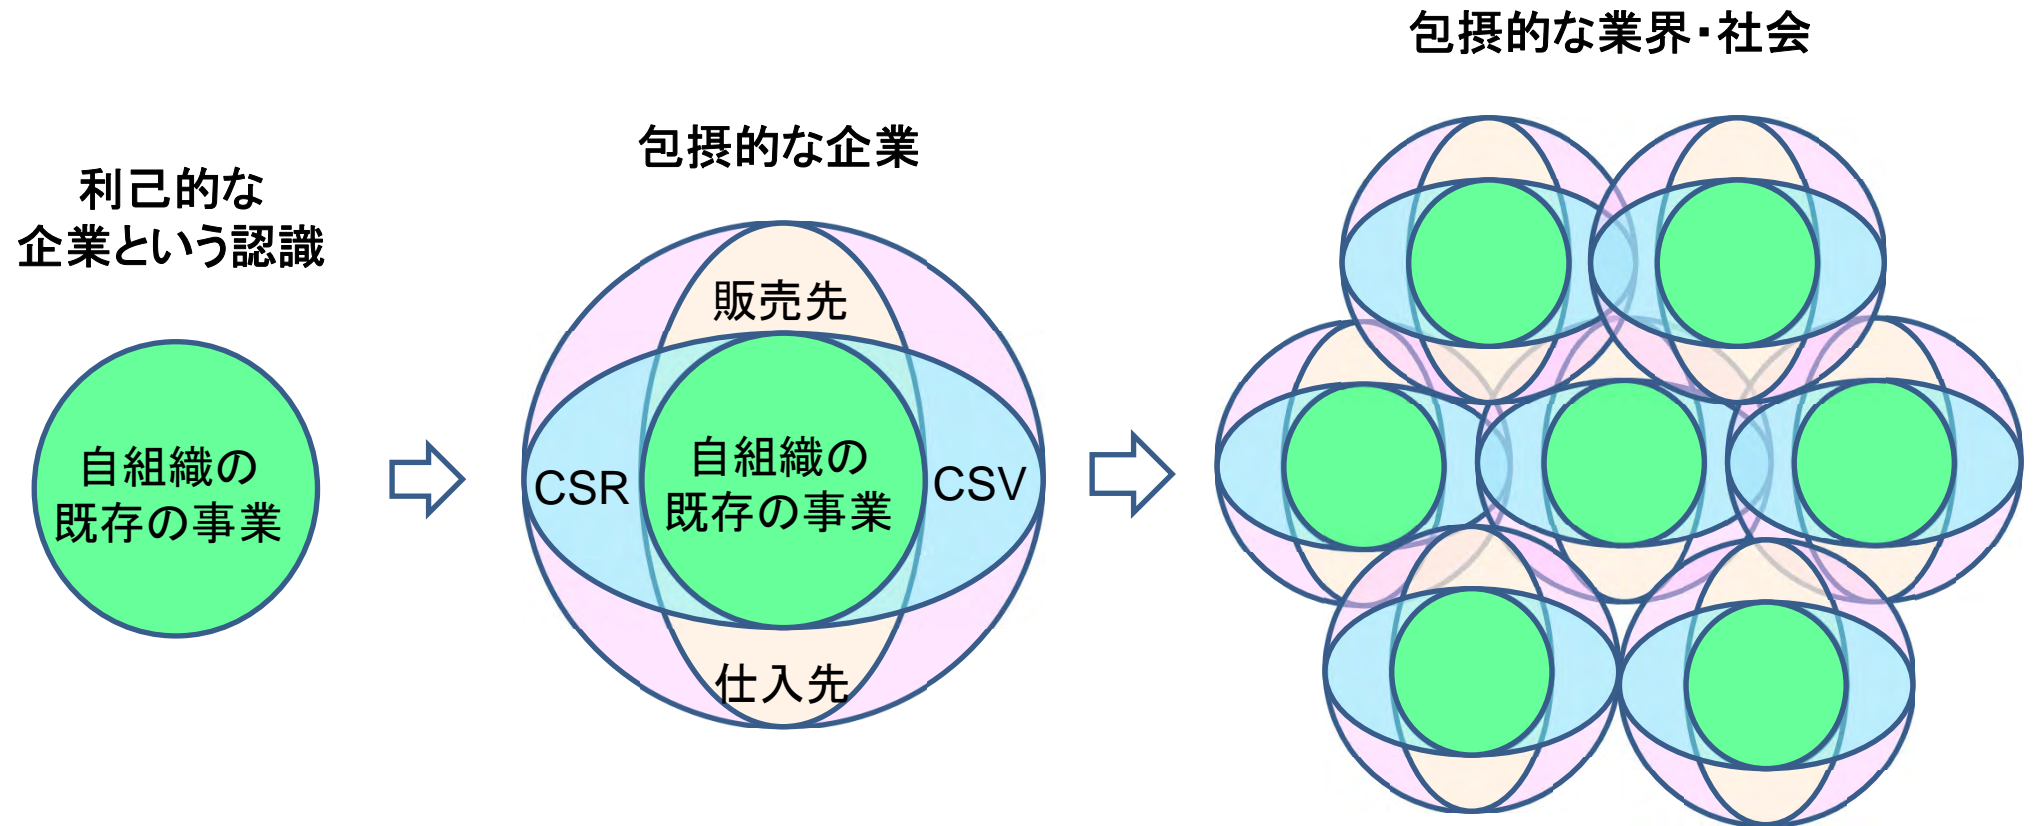 利己的な
企業という認識
自組織の
既存の事業
包摂的な企業
販売先
CSR
自組織の
既存の事業
CSV
仕入先
包摂的な業界・社会